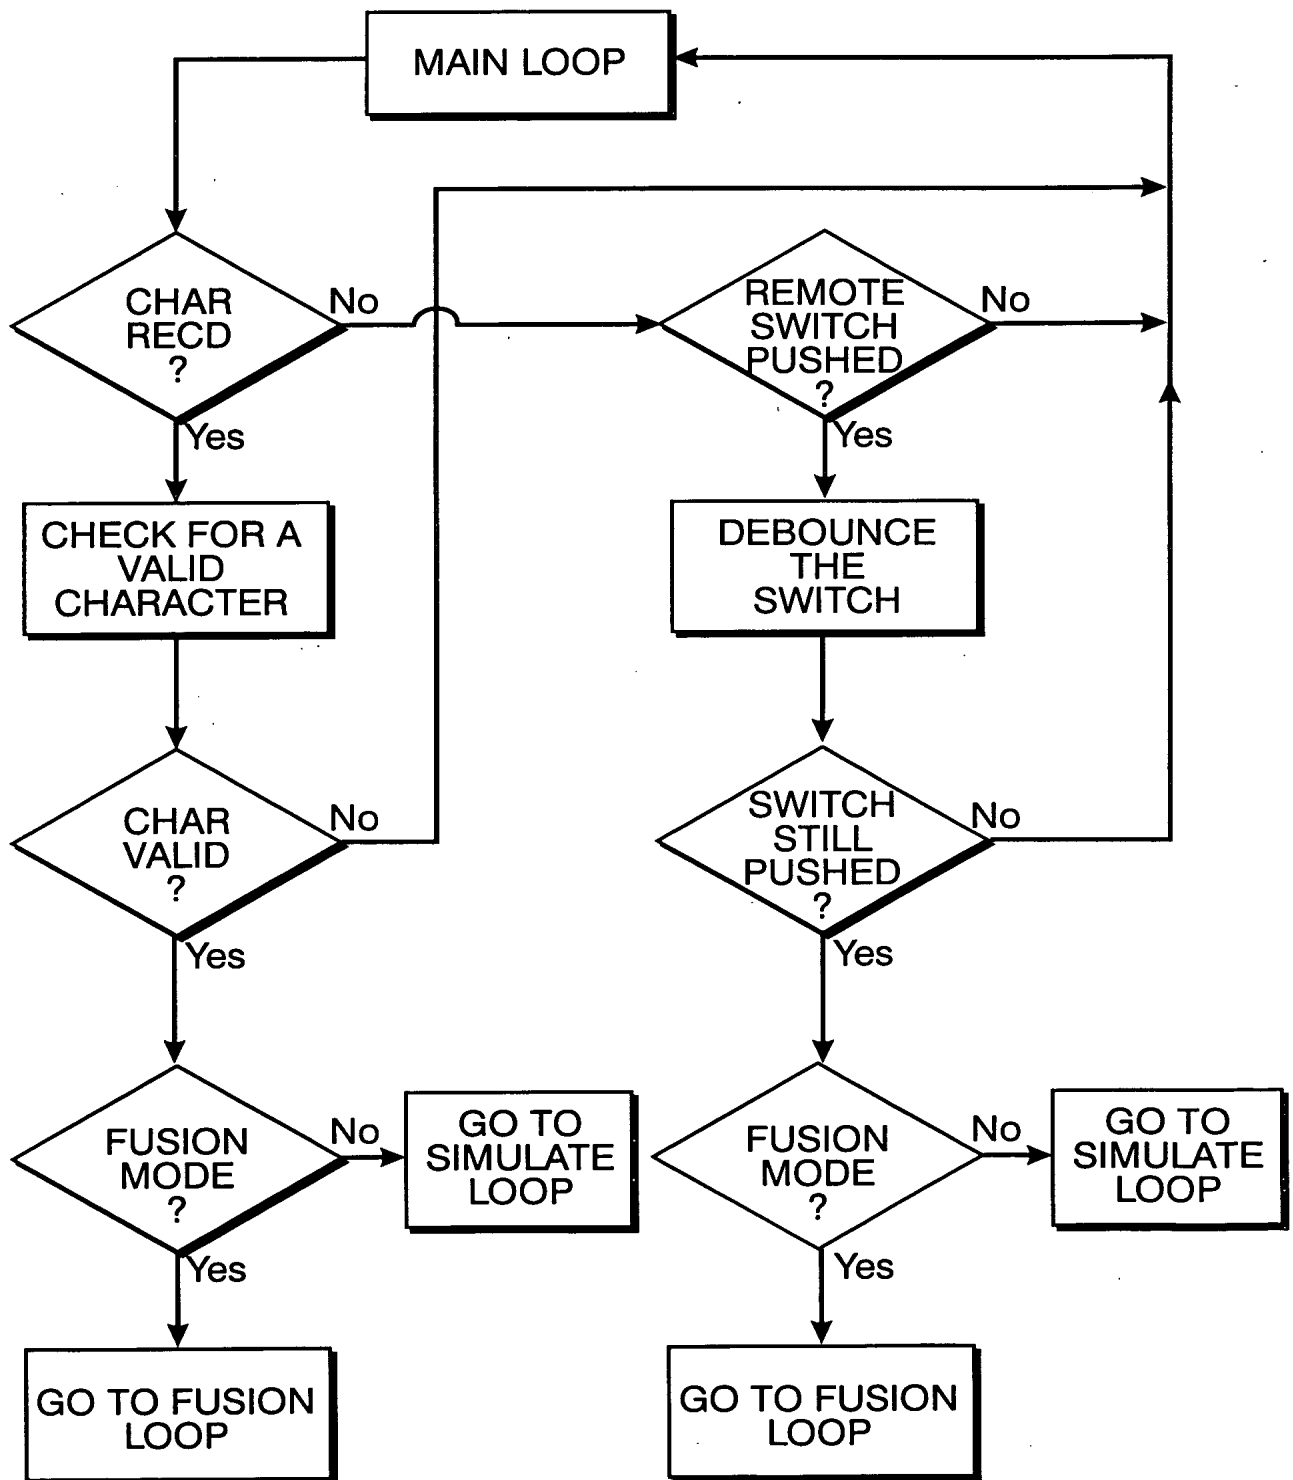 MAIN LOOP
CHAR
RECD
?
No
Yes
REMOTE
SWITCH
PUSHED
?
No
Yes
CHECK FOR A
VALID
CHARACTER
DEBOUNCE
THE
SWITCH
CHAR
VALID
?
No
Yes
SWITCH
STILL
PUSHED
?
No
Yes
FUSION
MODE
?
No
Yes
GO TO
SIMULATE
LOOP
FUSION
MODE
?
No
Yes
GO TO
SIMULATE
LOOP
GO TO FUSION
LOOP
GO TO FUSION
LOOP